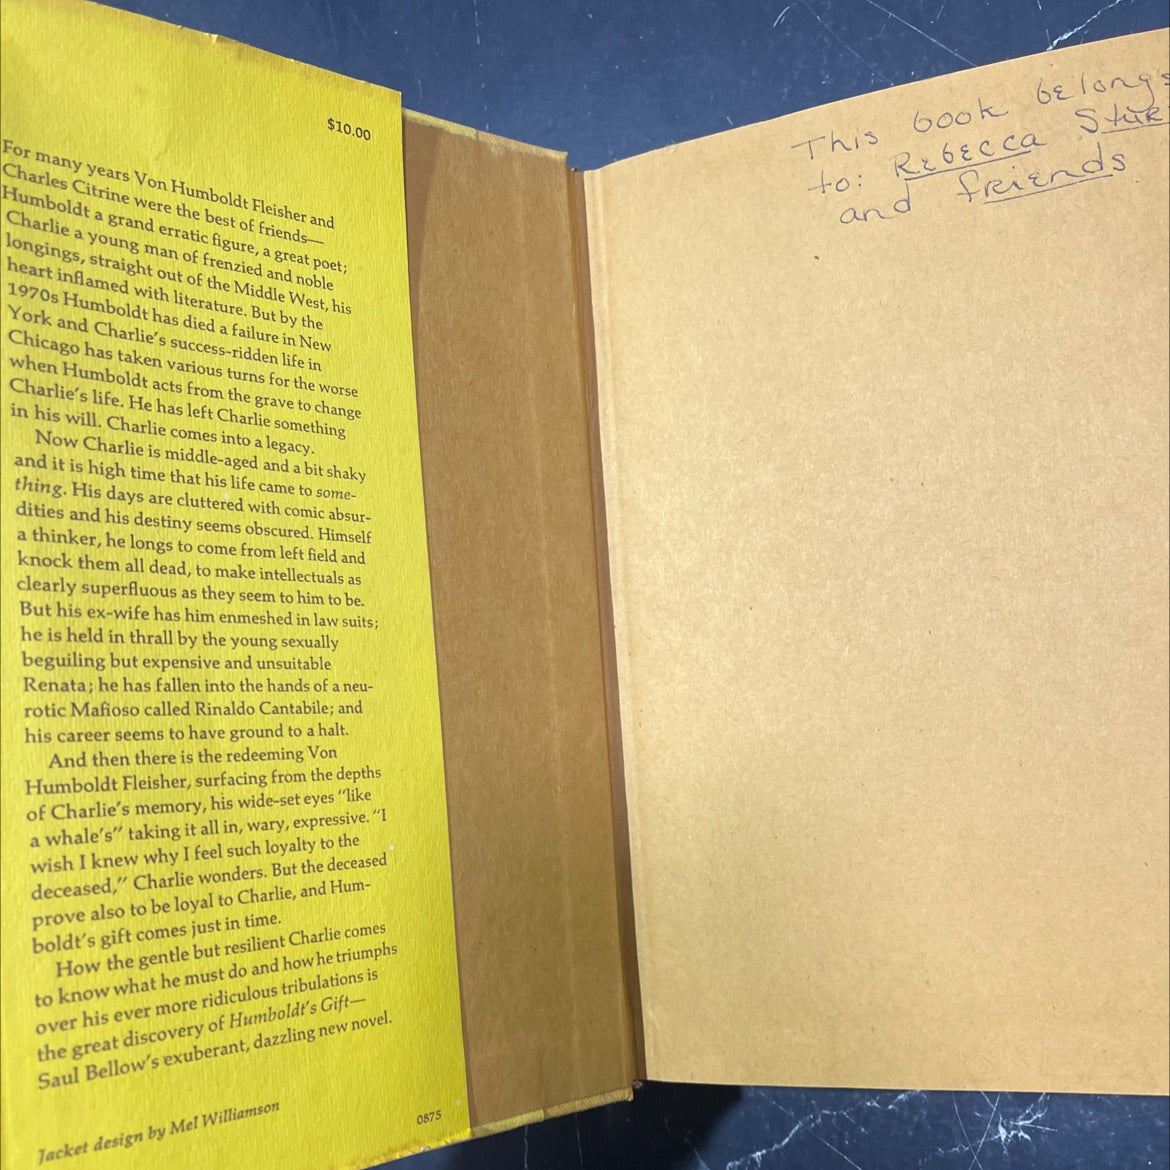 $10.00
For many years Von Humboldt Fleisher and
Charles Citrine were the best of friends—
Humboldt a grand erratic figure, a great poet;
Charlie a young man of frenzied and noble
longings, straight out of the Middle West, his
heart inflamed with literature. But by the
1970s Humboldt has died a failure in New
York and Charlie's success-ridden life in
Chicago has taken various turns for the worse
when Humboldt acts from the grave to change
Charlie's life. He has left Charlie something
in his will. Charlie comes into a legacy.
Now Charlie is middle-aged and a bit shaky
and it is high time that his life came to some-
thing. His days are cluttered with comic absur-
dities and his destiny seems obscured. Himself
a thinker, he longs to come from left field and
knock them all dead, to make intellectuals as
clearly superfluous as they seem to him to be.
But his ex-wife has him enmeshed in law suits;
he is held in thrall by the young sexually
beguiling but expensive and unsuitable
Renata; he has fallen into the hands of a neu-
rotic Mafioso called Rinaldo Cantabile; and
his career seems to have ground to a halt.
And then there is the redeeming Von
Humboldt Fleisher, surfacing from the depths
of Charlie's memory, his wide-set eyes "like
a whale's" taking it all in, wary, expressive. "I
wish I knew why I feel such loyalty to the
deceased," Charlie wonders. But the deceased
prove also to be loyal to Charlie, and Hum-
boldt's gift comes just in time.
How the gentle but resilient Charlie comes
to know what he must do and how he triumphs
over his ever more ridiculous tribulations is
the great discovery of Humboldt's Gift—
Saul Bellow's exuberant, dazzling new novel.
Jacket design by Mel Williamson
0875
This book belongs
to: Rebecca
and friends